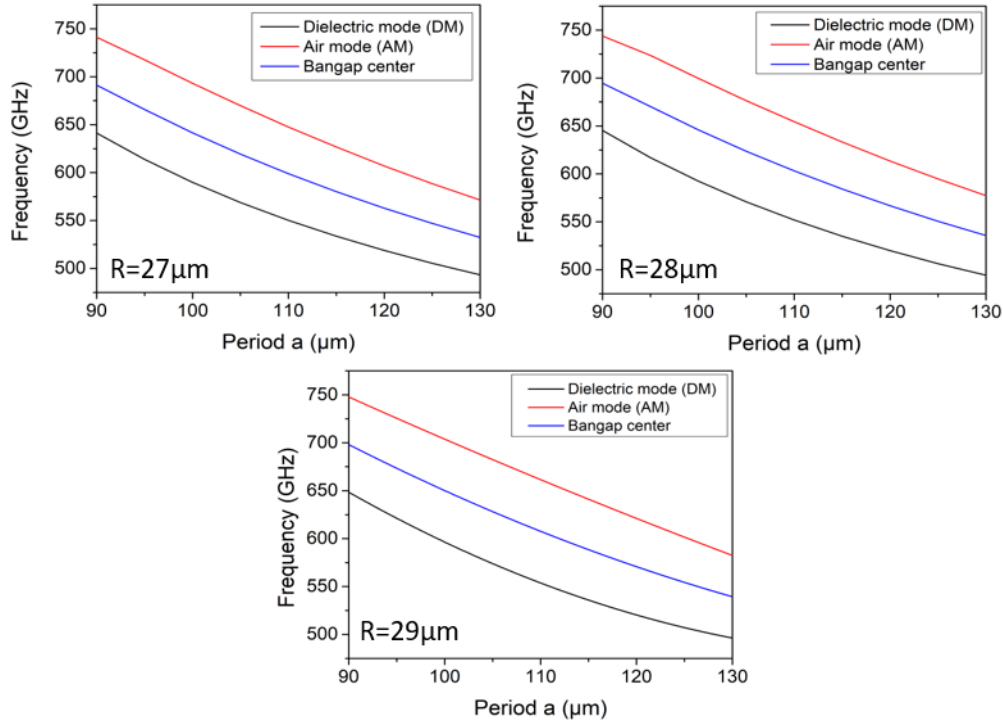 750
700
650
600
550
500
Frequency (GHz)
Dielectric mode (DM)
Air mode (AM)
Bangap center
R=27μm
90 100 110 120 130
Period a (μm)
750
700
650
600
550
500
Frequency (GHz)
Dielectric mode (DM)
Air mode (AM)
Bangap center
R=28μm
90 100 110 120 130
Period a (μm)
750
700
650
600
550
500
Frequency (GHz)
Dielectric mode (DM)
Air mode (AM)
Bangap center
R=29μm
90 100 110 120 130
Period a (μm)